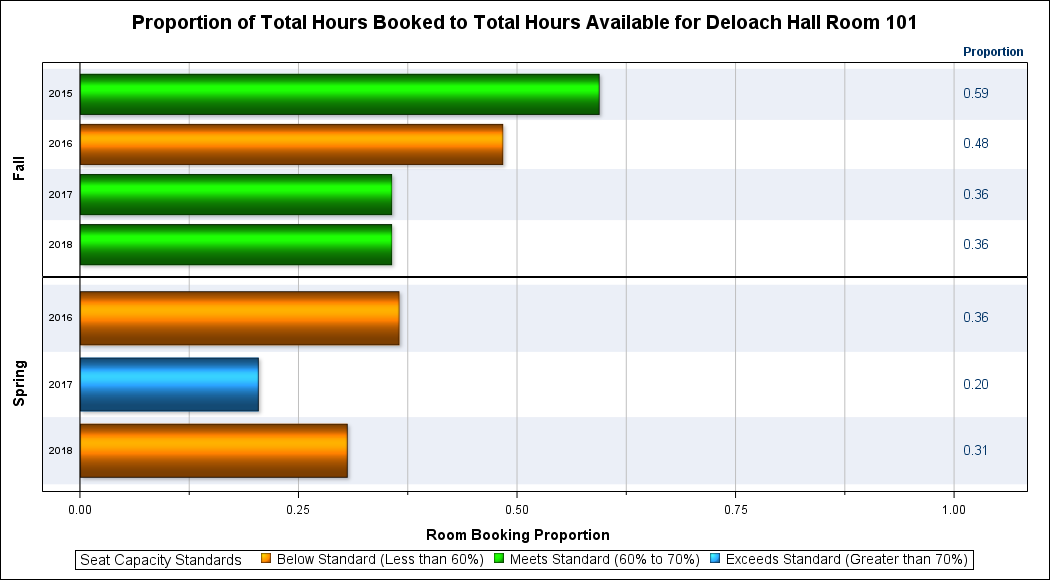 Proportion of Total Hours Booked to Total Hours Available for Deloach Hall Room 101
Proportion
Fall
2015 0.59
2016 0.48
2017 0.36
2018 0.36
Spring
2016 0.36
2017 0.20
2018 0.31
0.00 0.25 0.50 0.75 1.00
Room Booking Proportion
Seat Capacity Standards Below Standard (Less than 60%) Meets Standard (60% to 70%) Exceeds Standard (Greater than 70%)